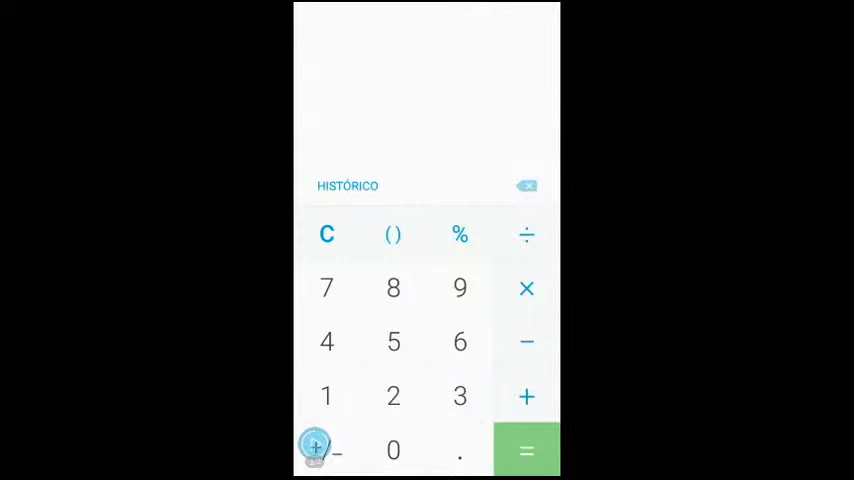 HISTÓRICO
C () % ÷
7 8 9 ×
4 5 6 −
1 2 3 +
+/− 0 . =